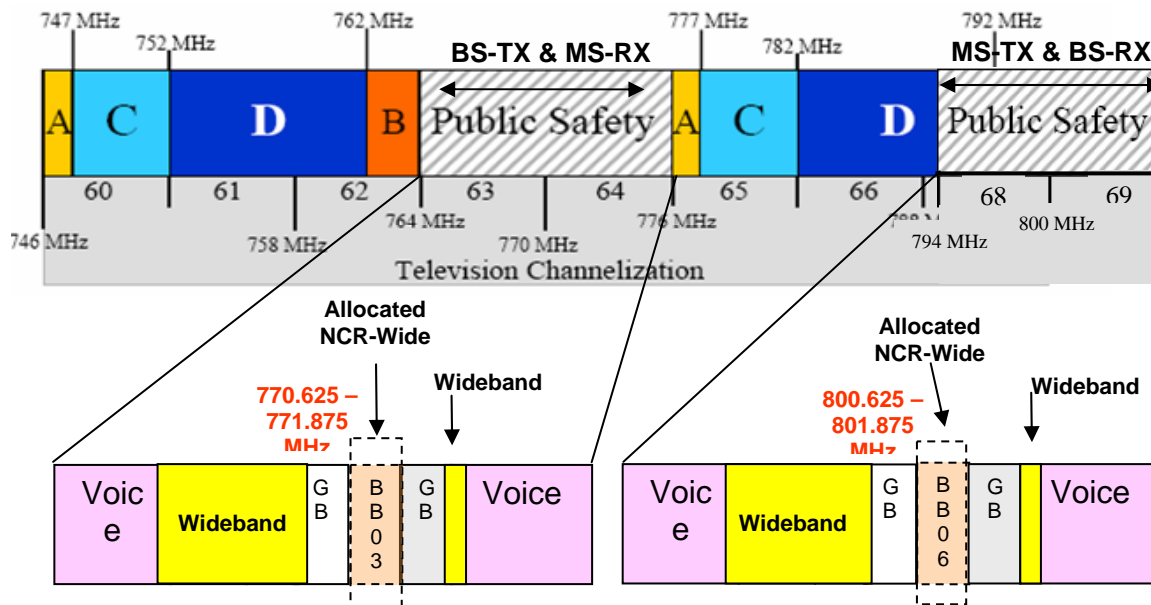 747 MHz 762 MHz 777 MHz 792 MHz
752 MHz 782 MHz
BS-TX & MS-RX MS-TX & BS-RX
A C D B Public Safety A C D Public Safety
60 61 62 63 64 65 66 68 69
746 MHz 764 MHz 776 MHz 794 MHz 800 MHz
758 MHz 770 MHz
Television Channelization
Allocated
NCR-Wide
Wideband
770.625 –
771.875
MHz
Voic
e
Wideband
G
B
B
B
0
3
G
B
Voice
Allocated
NCR-Wide
Wideband
800.625 –
801.875
MHz
Voic
e
Wideband
G
B
B
B
0
6
G
B
Voice